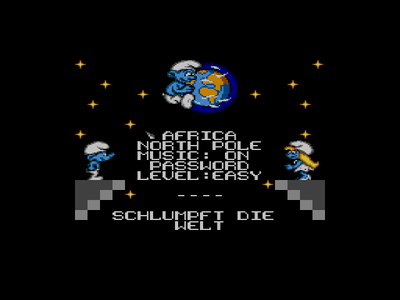 AFRICA
NORTH POLE
MUSIC: ON
PASSWORD
LEVEL:EASY
----
SCHLUMPFT DIE
WELT